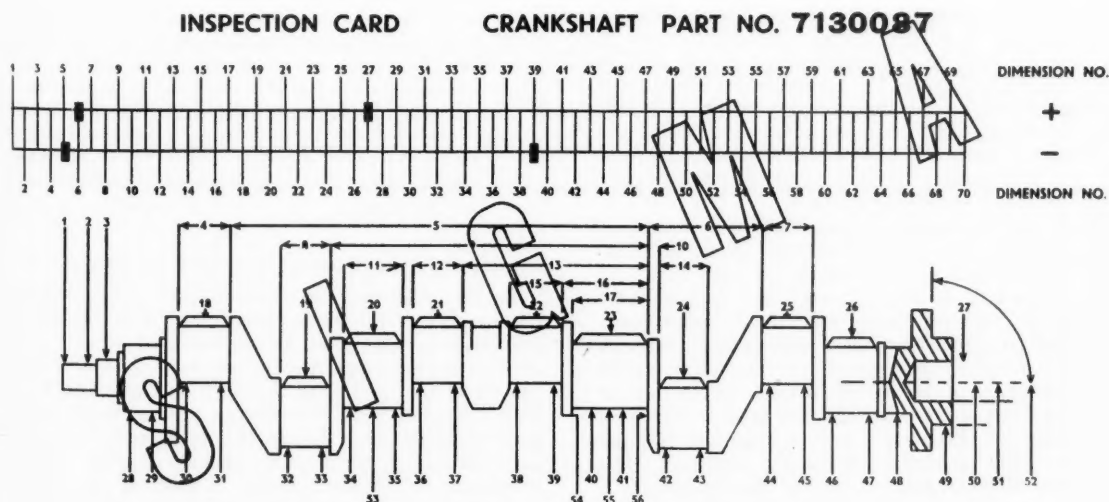 INSPECTION CARD CRANKSHAFT PART NO. 7130087
1 3 5 7 9 11 13 15 17 19 21 23 25 27 29 31 33 35 37 39 41 43 45 47 49 51 53 55 57 59 61 63 65 67 69 DIMENSION NO.
+
−
2 4 6 8 10 12 14 16 18 20 22 24 26 28 30 32 34 36 38 40 42 44 46 48 50 52 54 56 58 60 62 64 66 68 70 DIMENSION NO.
1 2 3 4 5 6 7
8 10
11 12 13 14
15 16
17
18 19 20 21 22 23 24 25 26 27
28 29 30 31 32 33 34 35 36 37 38 39 40 41 42 43 44 45 46 47 48 49 50 51 52
53 54 55 56